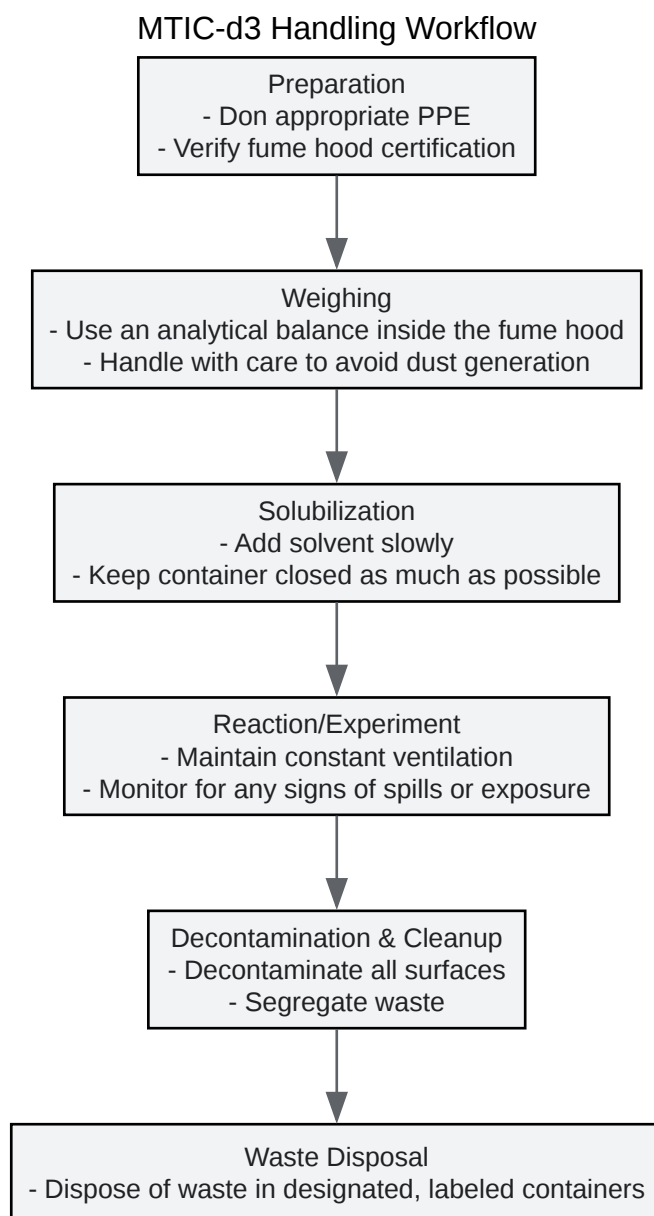 MTIC-d3 Handling Workflow
Preparation
- Don appropriate PPE
- Verify fume hood certification
Weighing
- Use an analytical balance inside the fume hood
- Handle with care to avoid dust generation
Solubilization
- Add solvent slowly
- Keep container closed as much as possible
Reaction/Experiment
- Maintain constant ventilation
- Monitor for any signs of spills or exposure
Decontamination & Cleanup
- Decontaminate all surfaces
- Segregate waste
Waste Disposal
- Dispose of waste in designated, labeled containers